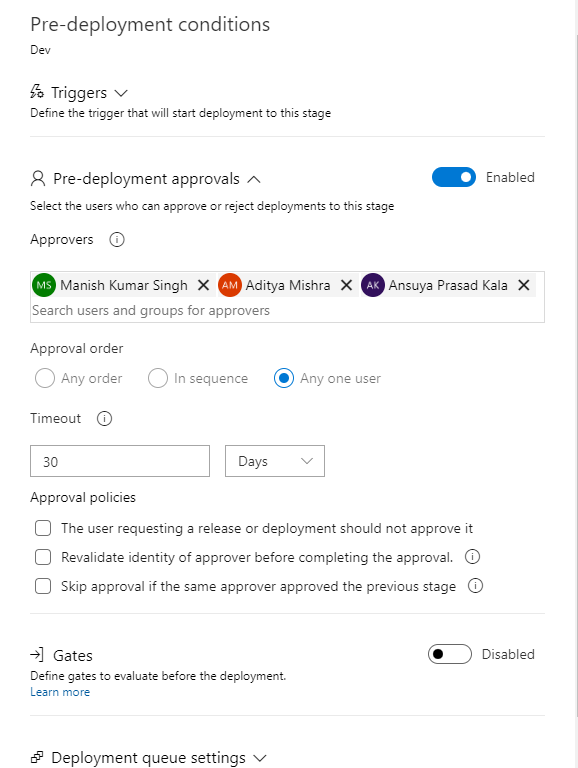 Pre-deployment conditions
Dev
Triggers
Define the trigger that will start deployment to this stage
Pre-deployment approvals
Enabled
Select the users who can approve or reject deployments to this stage
Approvers
MS Manish Kumar Singh AM Aditya Mishra AK Ansuya Prasad Kala
Search users and groups for approvers
Approval order
Any order In sequence Any one user
Timeout
30 Days
Approval policies
The user requesting a release or deployment should not approve it
Revalidate identity of approver before completing the approval.
Skip approval if the same approver approved the previous stage
Gates
Disabled
Define gates to evaluate before the deployment.
Learn more
Deployment queue settings